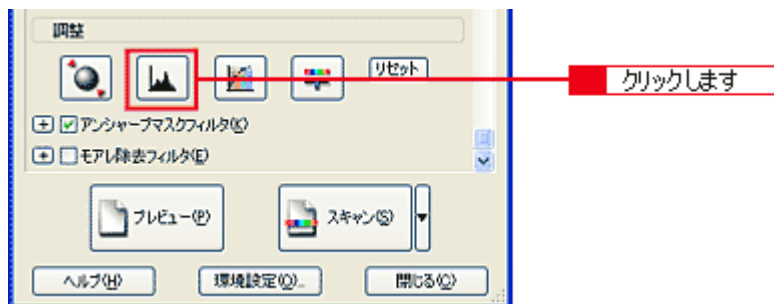 調整
リセット
クリックします
アンシャープマスクフィルタ(K)
モアレ除去フィルタ(E)
プレビュー(P)
スキャン(S)
ヘルプ(H)
環境設定(O)...
閉じる(C)